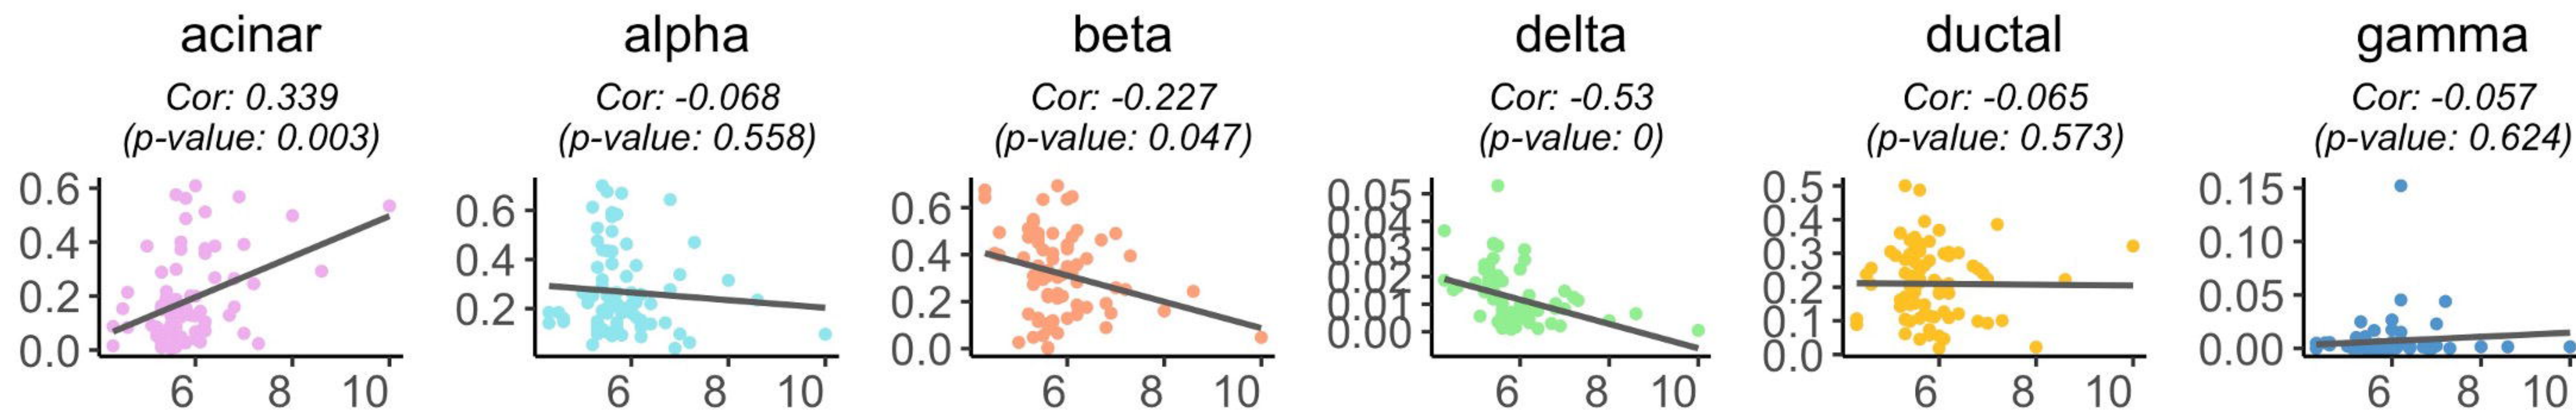 acinar
Cor: 0.339
(p-value: 0.003)
0.6
0.4
0.2
0.0
6 8 10
alpha
Cor: -0.068
(p-value: 0.558)
0.6
0.4
0.2
6 8 10
beta
Cor: -0.227
(p-value: 0.047)
0.6
0.4
0.2
0.0
6 8 10
delta
Cor: -0.53
(p-value: 0)
0.05
0.04
0.03
0.02
0.01
0.00
6 8 10
ductal
Cor: -0.065
(p-value: 0.573)
0.5
0.4
0.3
0.2
0.1
0.0
6 8 10
gamma
Cor: -0.057
(p-value: 0.624)
0.15
0.10
0.05
0.00
6 8 10